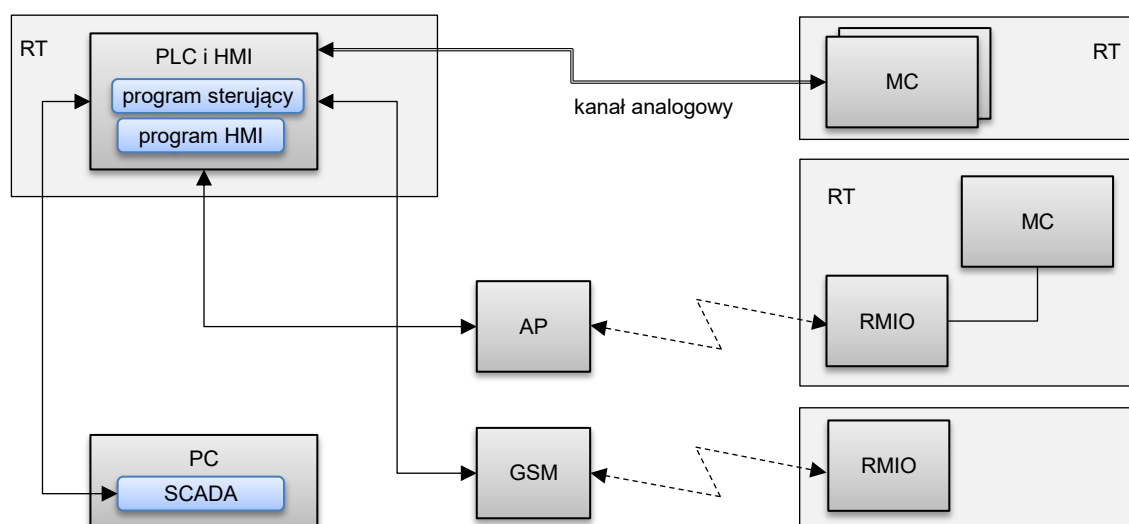 RT
PLC i HMI
program sterujący
program HMI
kanał analogowy
MC
RT
RT
MC
AP
RMIO
PC
SCADA
GSM
RMIO